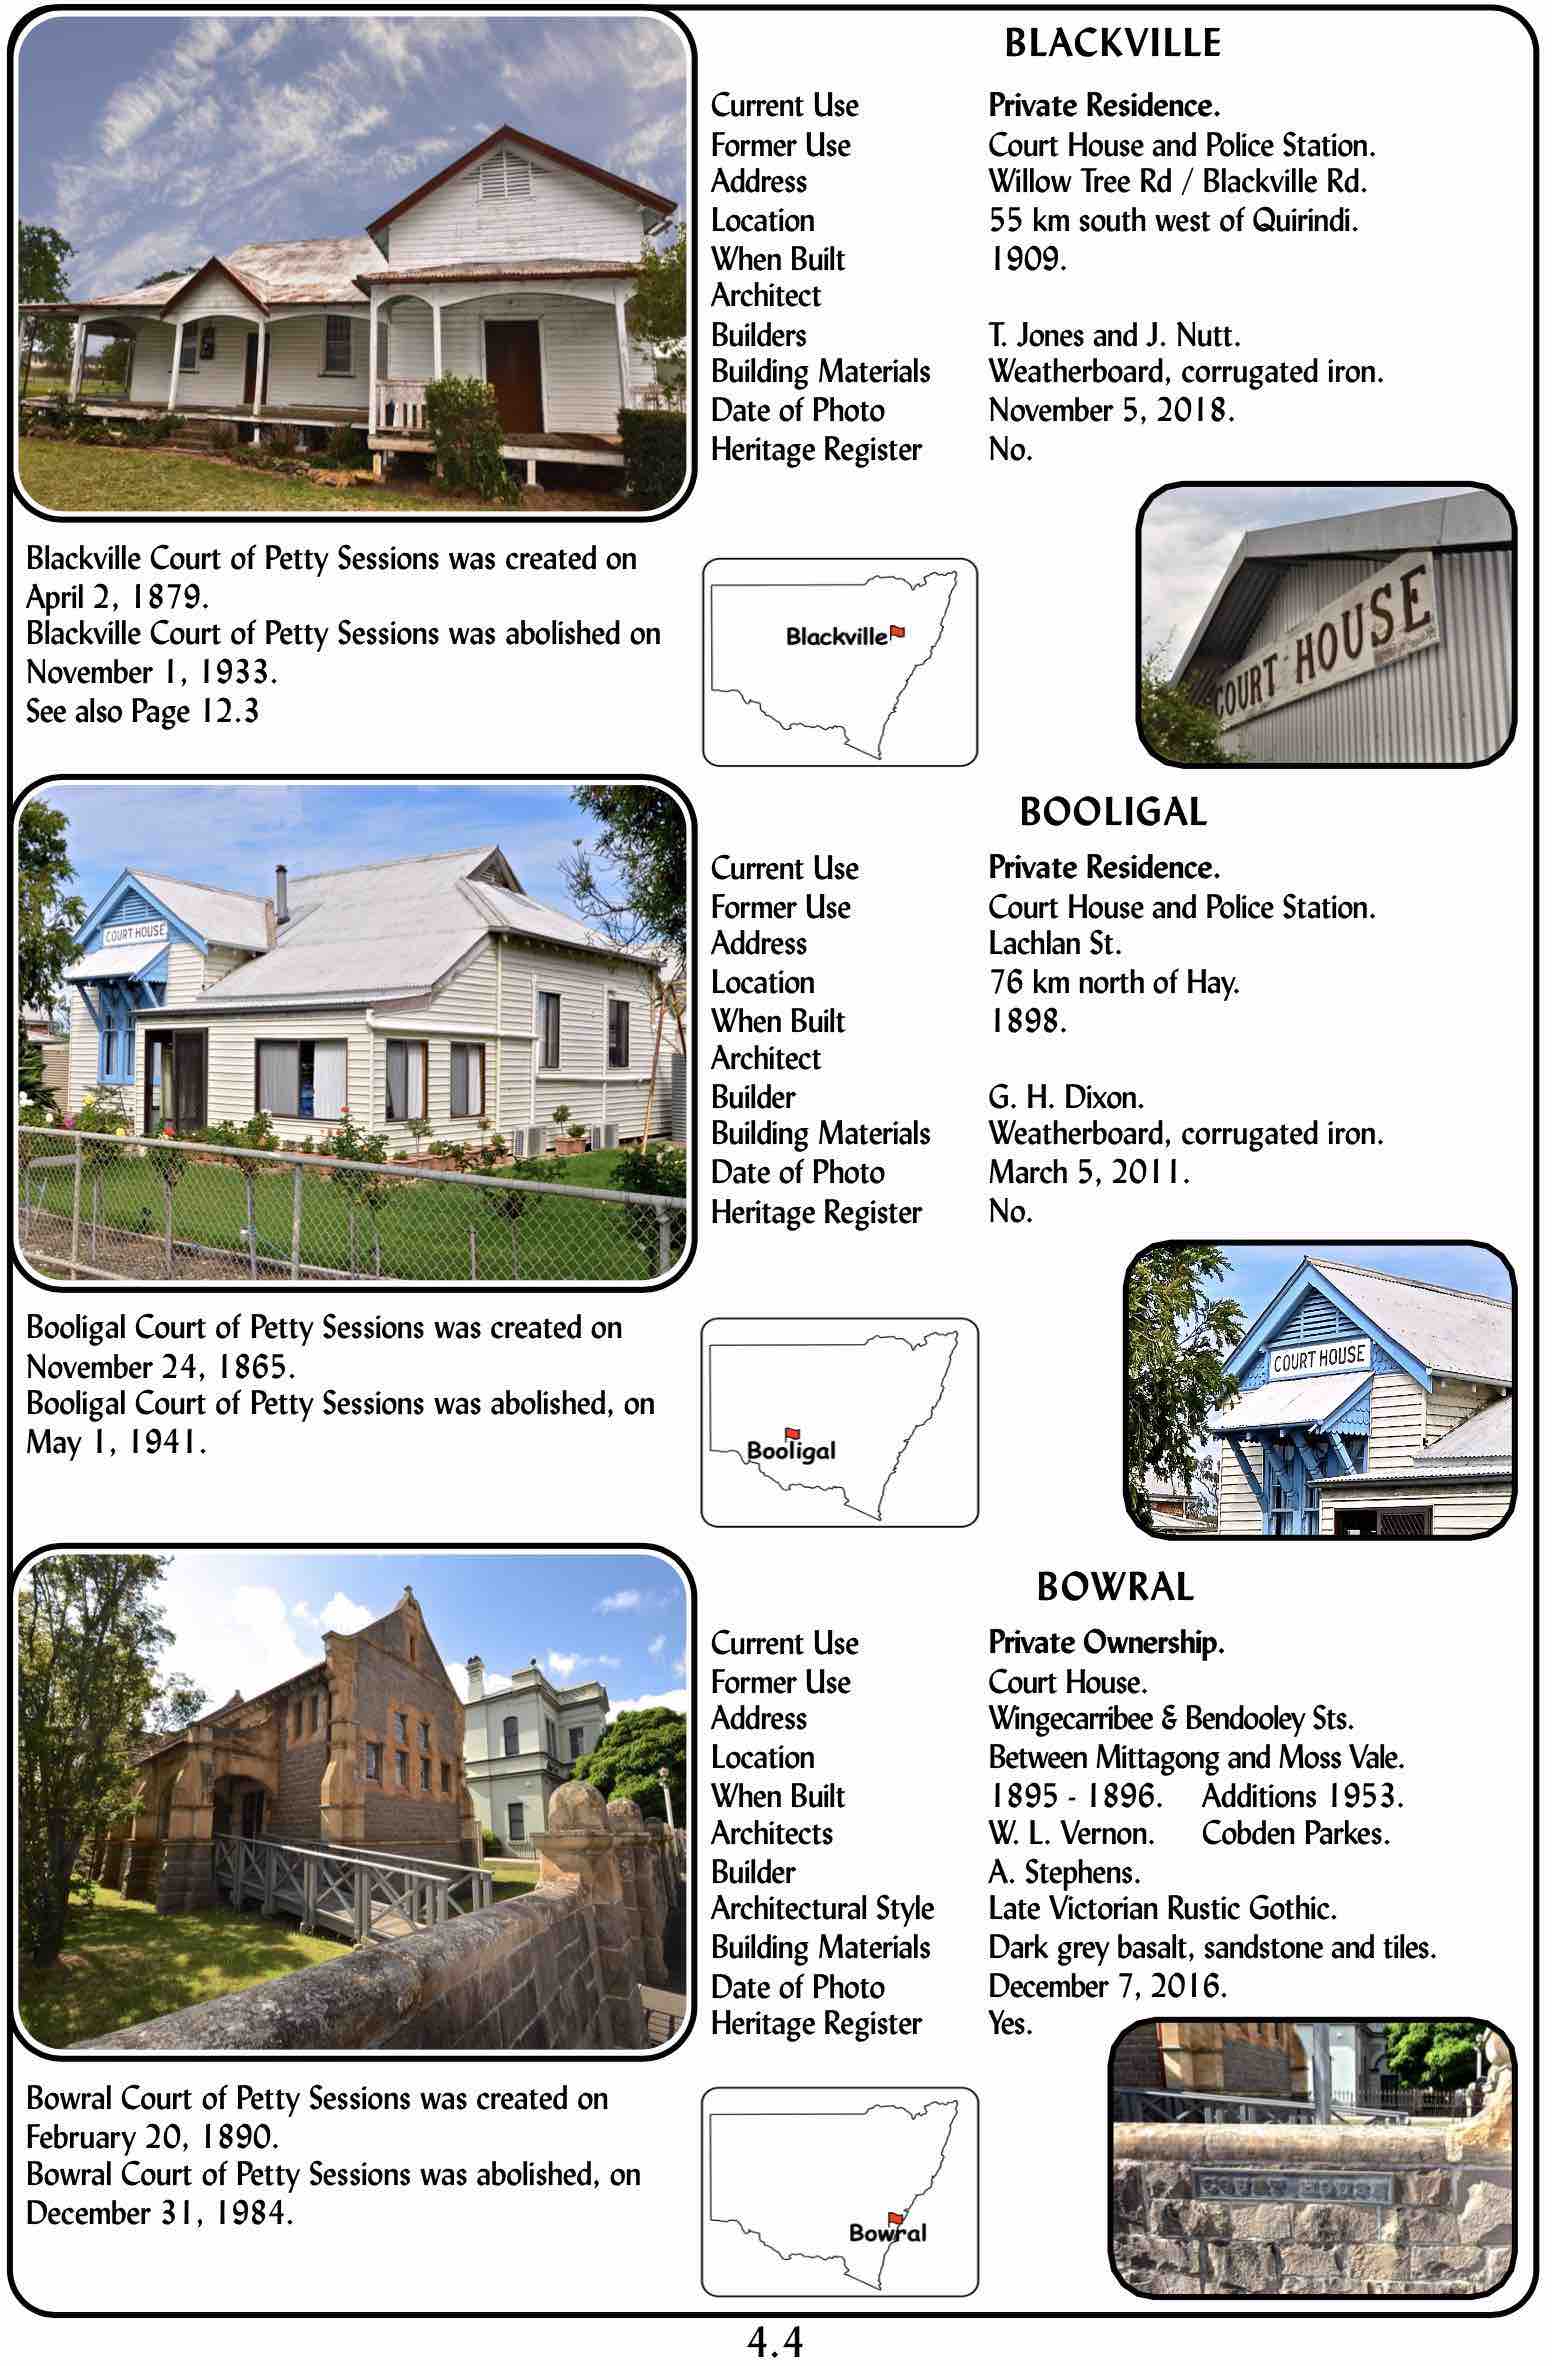 BLACKVILLE
Current Use Private Residence.
Former Use Court House and Police Station.
Address Willow Tree Rd / Blackville Rd.
Location 55 km south west of Quirindi.
When Built 1909.
Architect
Builders T. Jones and J. Nutt.
Building Materials Weatherboard, corrugated iron.
Date of Photo November 5, 2018.
Heritage Register No.
Blackville Court of Petty Sessions was created on
April 2, 1879.
Blackville Court of Petty Sessions was abolished on
November 1, 1933.
See also Page 12.3
Blackville
COURT HOUSE
BOOLIGAL
COURT HOUSE
Current Use Private Residence.
Former Use Court House and Police Station.
Address Lachlan St.
Location 76 km north of Hay.
When Built 1898.
Architect
Builder G. H. Dixon.
Building Materials Weatherboard, corrugated iron.
Date of Photo March 5, 2011.
Heritage Register No.
Booligal Court of Petty Sessions was created on
November 24, 1865.
Booligal Court of Petty Sessions was abolished, on
May 1, 1941.
Booligal
COURT HOUSE
BOWRAL
Current Use Private Ownership.
Former Use Court House.
Address Wingecarribee & Bendooley Sts.
Location Between Mittagong and Moss Vale.
When Built 1895 - 1896. Additions 1953.
Architects W. L. Vernon. Cobden Parkes.
Builder A. Stephens.
Architectural Style Late Victorian Rustic Gothic.
Building Materials Dark grey basalt, sandstone and tiles.
Date of Photo December 7, 2016.
Heritage Register Yes.
Bowral Court of Petty Sessions was created on
February 20, 1890.
Bowral Court of Petty Sessions was abolished, on
December 31, 1984.
Bowral
COURT HOUSE
4.4